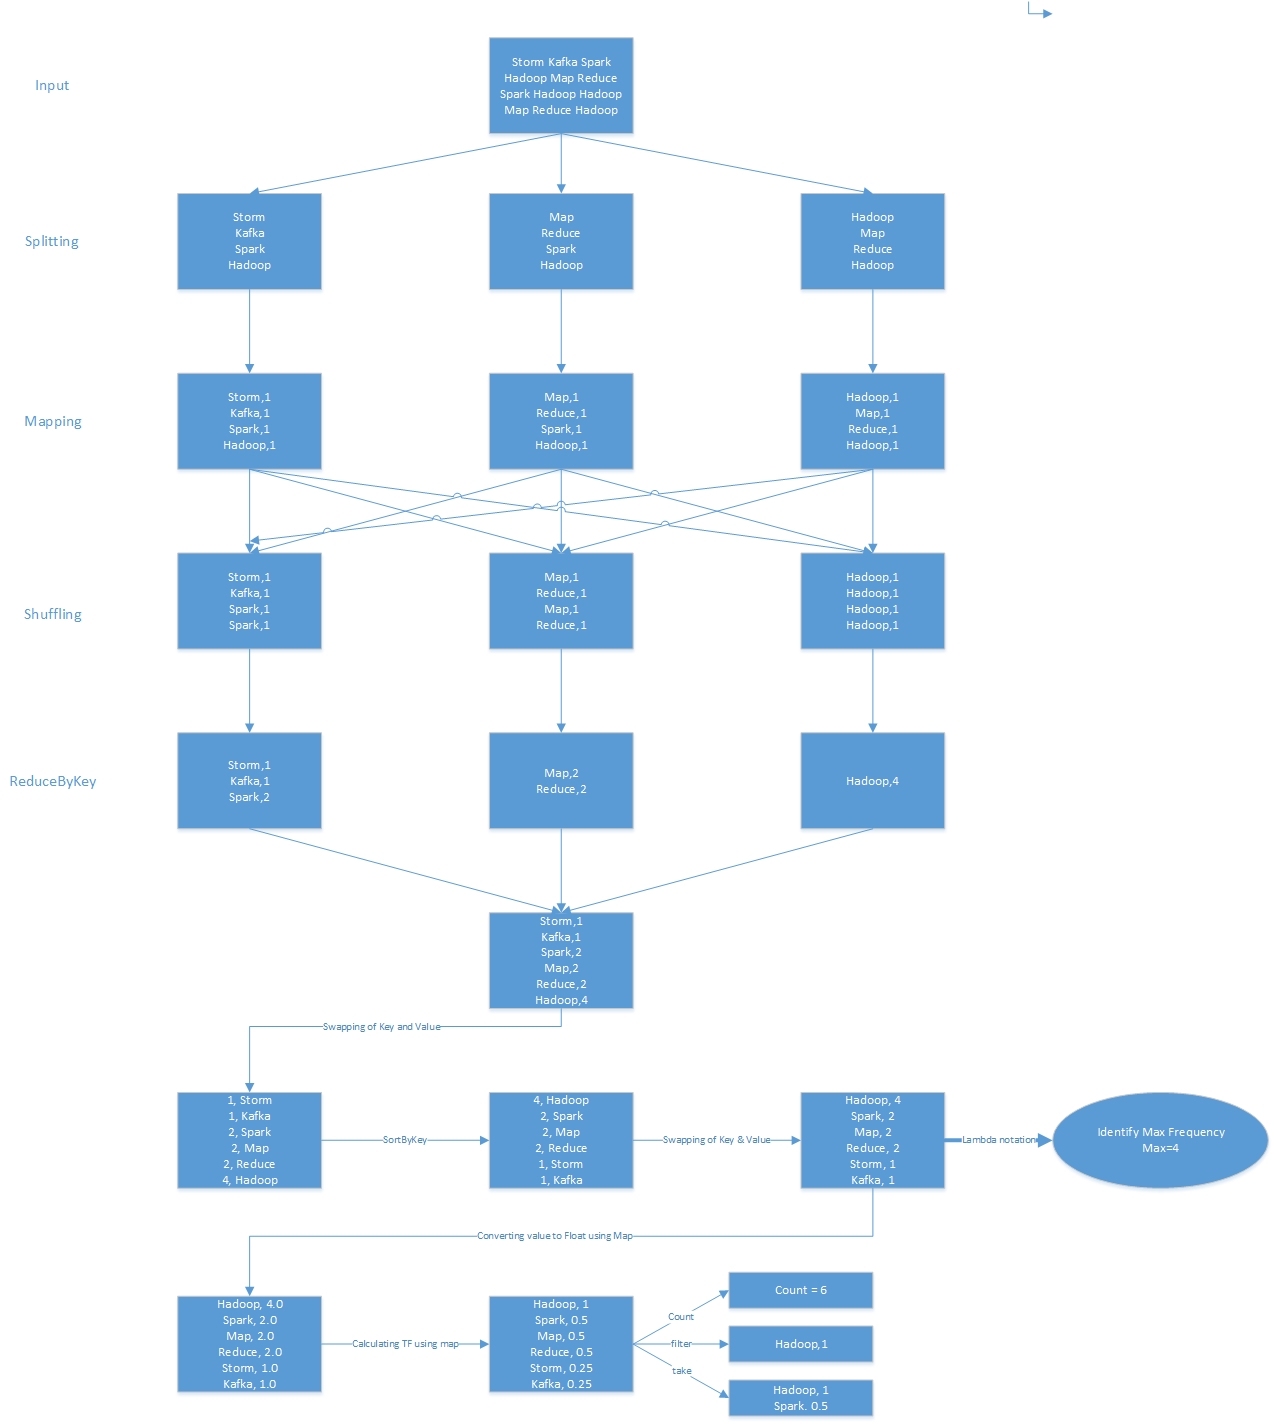 Input
Storm Kafka Spark
Hadoop Map Reduce
Spark Hadoop Hadoop
Map Reduce Hadoop
Splitting
Storm
Kafka
Spark
Hadoop
Map
Reduce
Spark
Hadoop
Hadoop
Map
Reduce
Hadoop
Mapping
Storm,1
Kafka,1
Spark,1
Hadoop,1
Map,1
Reduce,1
Spark,1
Hadoop,1
Hadoop,1
Map,1
Reduce,1
Hadoop,1
Shuffling
Storm,1
Kafka,1
Spark,1
Spark,1
Map,1
Reduce,1
Map,1
Reduce,1
Hadoop,1
Hadoop,1
Hadoop,1
Hadoop,1
ReduceByKey
Storm,1
Kafka,1
Spark,2
Map,2
Reduce,2
Hadoop,4
Storm,1
Kafka,1
Spark,2
Map,2
Reduce,2
Hadoop,4
Swapping of Key and Value
1, Storm
1, Kafka
2, Spark
2, Map
2, Reduce
4, Hadoop
SortByKey
4, Hadoop
2, Spark
2, Map
2, Reduce
1, Storm
1, Kafka
Swapping of Key & Value
Hadoop, 4
Spark, 2
Map, 2
Reduce, 2
Storm, 1
Kafka, 1
Lambda notation
Identify Max Frequency
Max=4
Converting value to Float using Map
Hadoop, 4.0
Spark, 2.0
Map, 2.0
Reduce, 2.0
Storm, 1.0
Kafka, 1.0
Calculating TF using map
Hadoop, 1
Spark, 0.5
Map, 0.5
Reduce, 0.5
Storm, 0.25
Kafka, 0.25
Count
Count = 6
filter
Hadoop,1
take
Hadoop, 1
Spark. 0.5